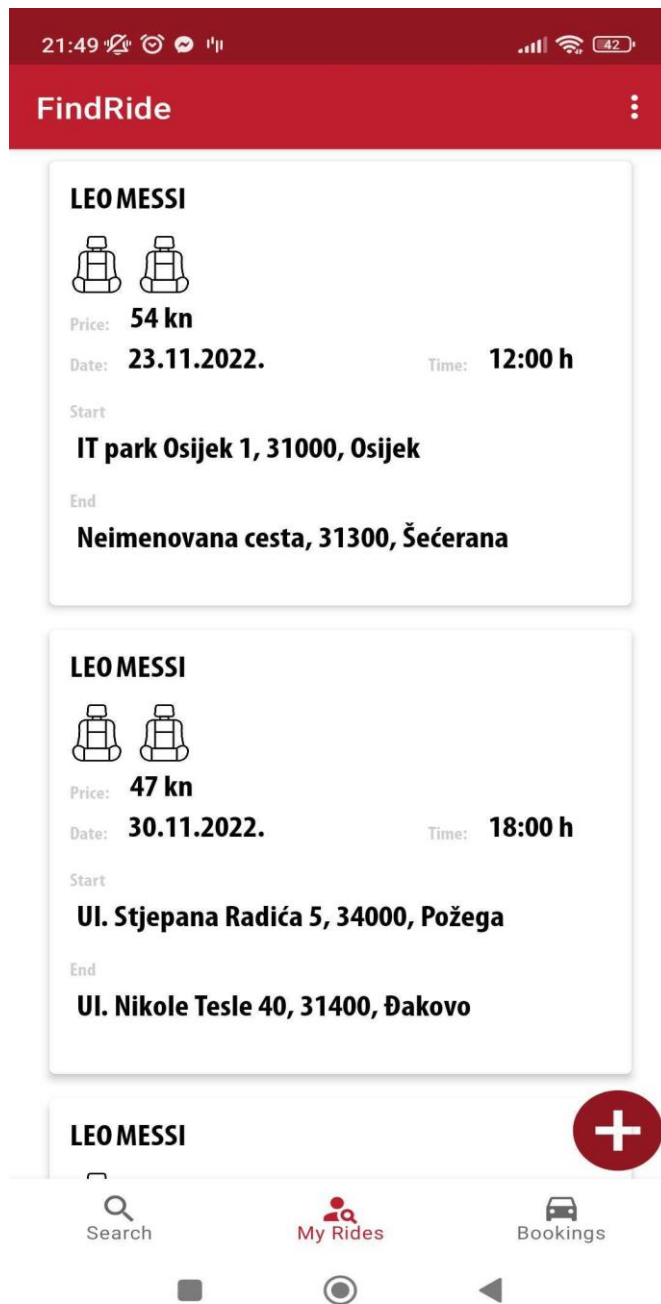 21:49 42
FindRide
LEO MESSI
Price: 54 kn
Date: 23.11.2022. Time: 12:00 h
Start
IT park Osijek 1, 31000, Osijek
End
Neimenovana cesta, 31300, Šećerana
LEO MESSI
Price: 47 kn
Date: 30.11.2022. Time: 18:00 h
Start
Ul. Stjepana Radića 5, 34000, Požega
End
Ul. Nikole Tesle 40, 31400, Đakovo
LEO MESSI
Search My Rides Bookings